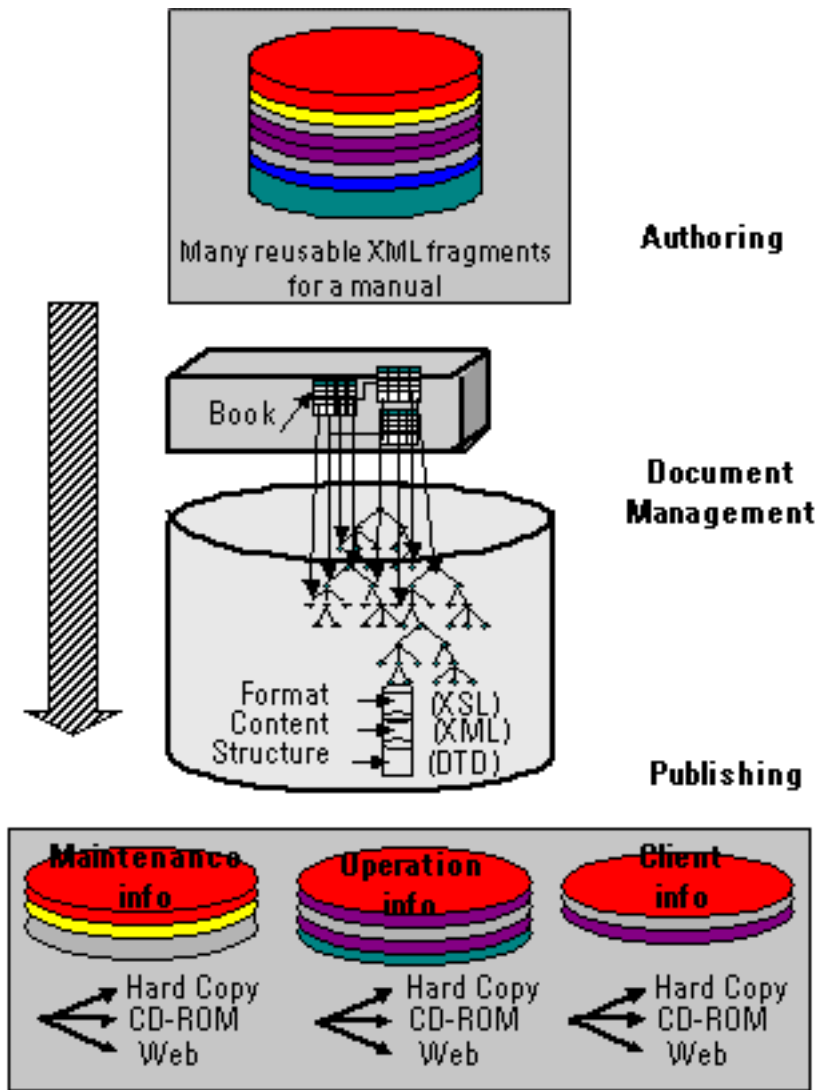 Many reusable XML fragments
for a manual
Authoring
Book
Document
Management
Format (XSL)
Content (XML)
Structure (DTD)
Publishing
Maintenance
info
Operation
info
Client
info
Hard Copy
CD-ROM
Web
Hard Copy
CD-ROM
Web
Hard Copy
CD-ROM
Web